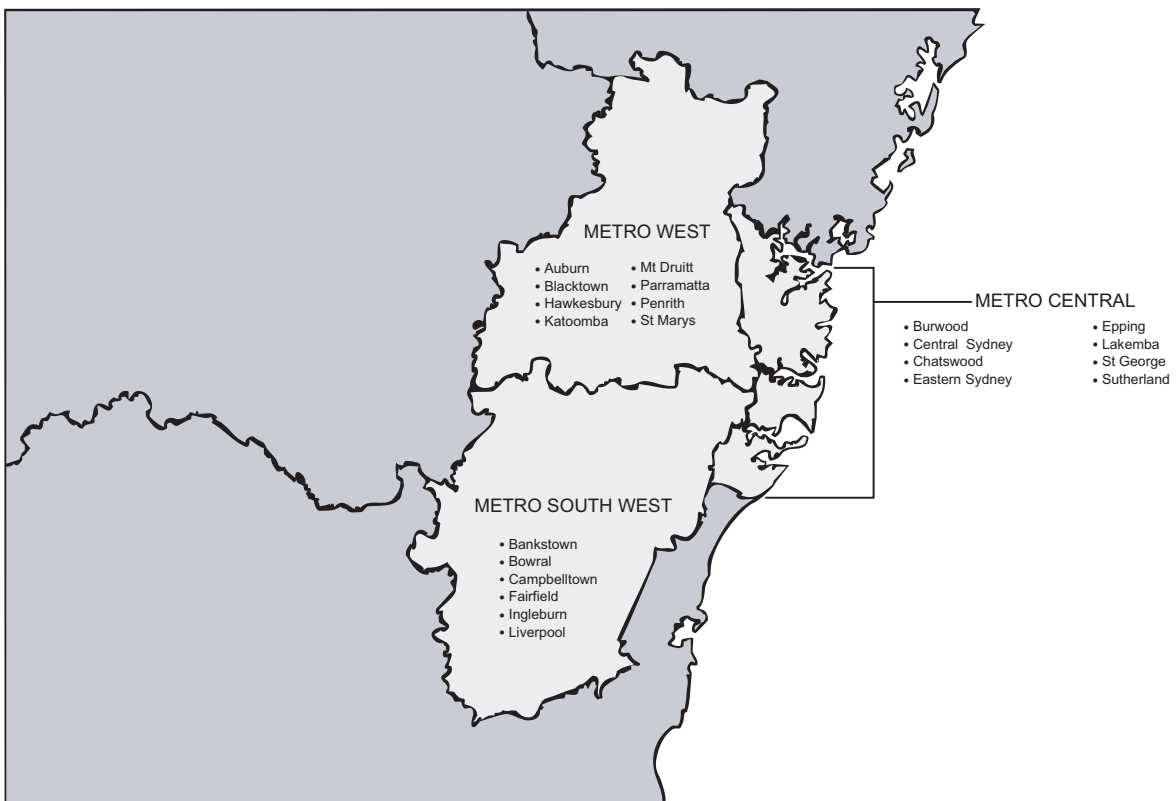 METRO WEST
• Auburn
• Blacktown
• Hawkesbury
• Katoomba
• Mt Druitt
• Parramatta
• Penrith
• St Marys
METRO CENTRAL
• Burwood
• Central Sydney
• Chatswood
• Eastern Sydney
• Epping
• Lakemba
• St George
• Sutherland
METRO SOUTH WEST
• Bankstown
• Bowral
• Campbelltown
• Fairfield
• Ingleburn
• Liverpool